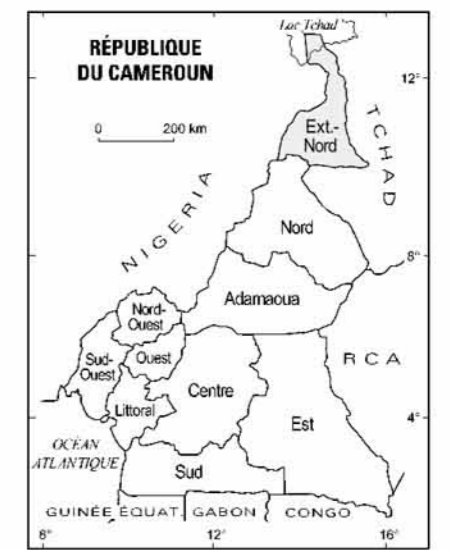 Lac Tchad
RÉPUBLIQUE
DU CAMEROUN
12°
0 200 km
TCHAD
Ext.-
Nord
NIGERIA
Nord
8°
Adamaoua
Nord-
Ouest
Sud-
Ouest
Ouest
RCA
Centre
Littoral
4°
Est
OCÉAN
ATLANTIQUE
Sud
GUINÉE ÉQUAT. GABON CONGO
8° 12° 16°